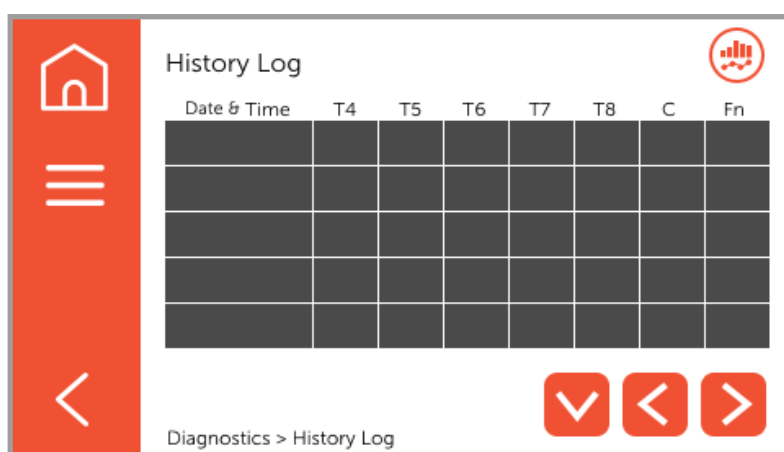 History Log
Date & Time T4 T5 T6 T7 T8 C Fn
Diagnostics > History Log